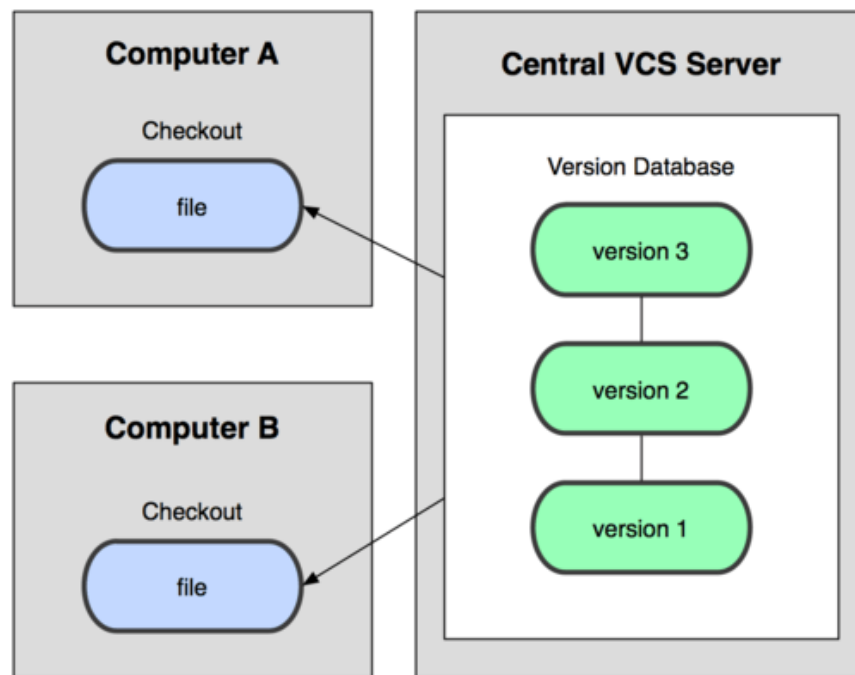 Computer A
Checkout
file
Computer B
Checkout
file
Central VCS Server
Version Database
version 3
version 2
version 1